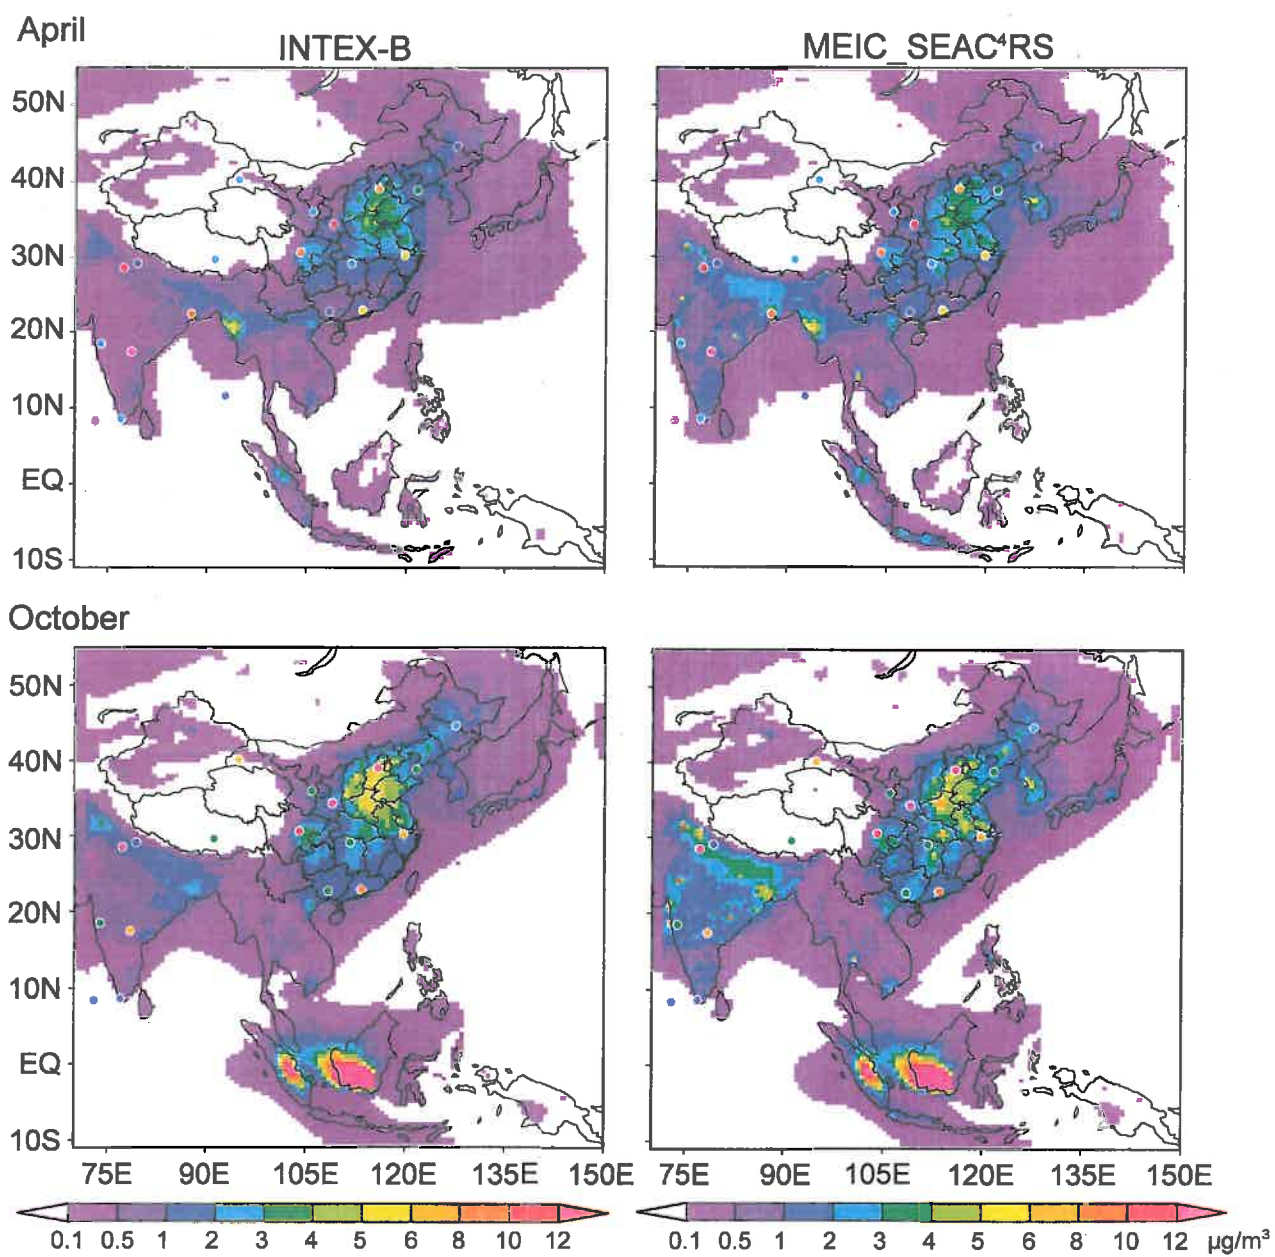 April
INTEX-B
MEIC_SEAC⁴RS
50N
40N
30N
20N
10N
EQ
10S
October
50N
40N
30N
20N
10N
EQ
10S
75E 90E 105E 120E 135E 150E
75E 90E 105E 120E 135E 150E
0.1 0.5 1 2 3 4 5 6 8 10 12
0.1 0.5 1 2 3 4 5 6 8 10 12 μg/m³